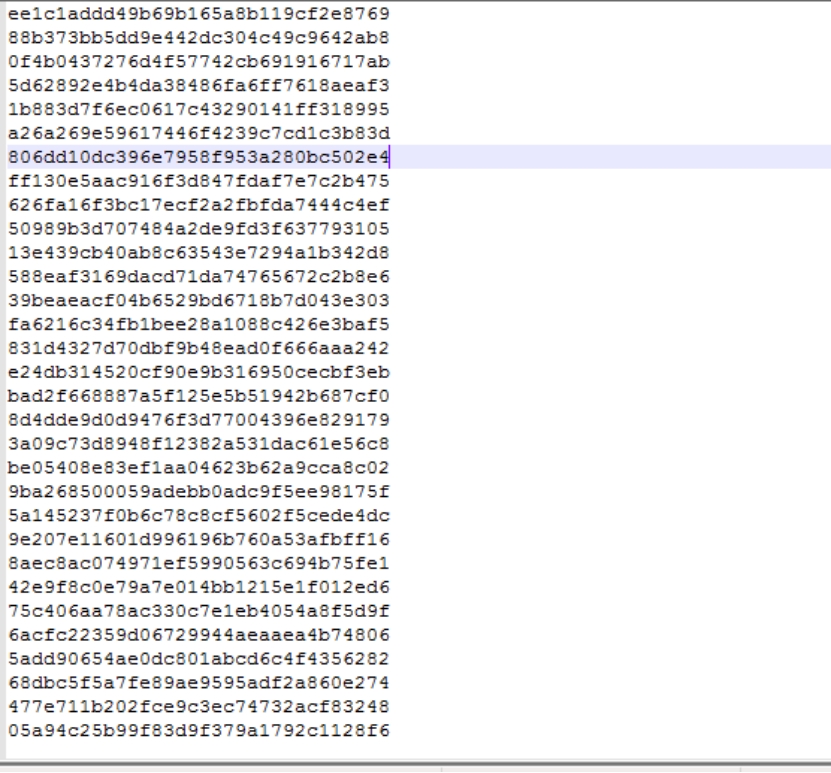 ee1c1addd49b69b165a8b119cf2e8769
88b373bb5dd9e442dc304c49c9642ab8
0f4b0437276d4f57742cb691916717ab
5d62892e4b4da38486fa6ff7618aeaf3
1b883d7f6ec0617c43290141ff318995
a26a269e59617446f4239c7cd1c3b83d
806dd10dc396e7958f953a280bc502e4
ff130e5aac916f3d847fdaf7e7c2b475
626fa16f3bc17ecf2a2fbfda7444c4ef
50989b3d707484a2de9fd3f637793105
13e439cb40ab8c63543e7294a1b342d8
588eaf3169dacd71da74765672c2b8e6
39beaeacf04b6529bd6718b7d043e303
fa6216c34fb1bee28a1088c426e3baf5
831d4327d70dbf9b48ead0f666aaa242
e24db314520cf90e9b316950cecbf3eb
bad2f668887a5f125e5b51942b687cf0
8d4dde9d0d9476f3d77004396e829179
3a09c73d8948f12382a531dac61e56c8
be05408e83ef1aa04623b62a9cca8c02
9ba268500059adebb0adc9f5ee98175f
5a145237f0b6c78c8cf5602f5cede4dc
9e207e11601d996196b760a53afbff16
8aec8ac074971ef5990563c694b75fe1
42e9f8c0e79a7e014bb1215e1f012ed6
75c406aa78ac330c7e1eb4054a8f5d9f
6acfc22359d06729944aeaaea4b74806
5add90654ae0dc801abcd6c4f4356282
68dbc5f5a7fe89ae9595adf2a860e274
477e711b202fce9c3ec74732acf83248
05a94c25b99f83d9f379a1792c1128f6